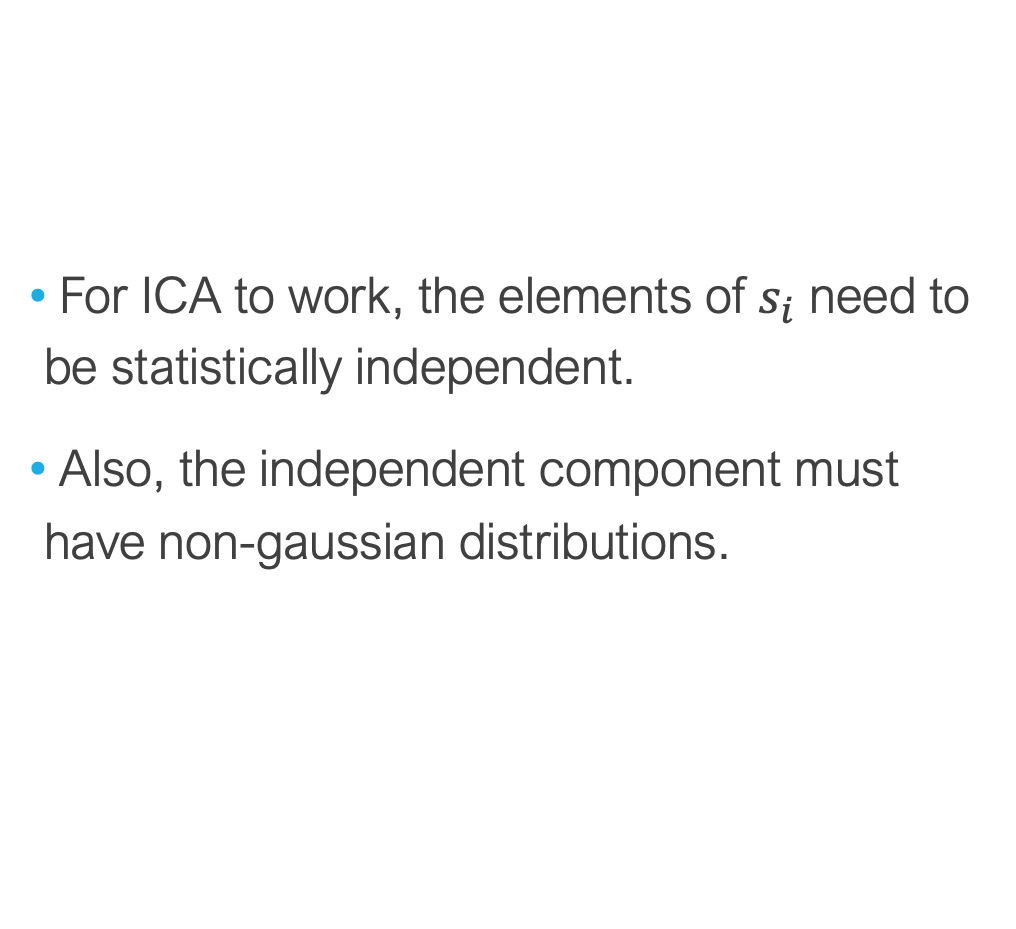 • For ICA to work, the elements of $s_i$ need to
be statistically independent.
• Also, the independent component must
have non-gaussian distributions.